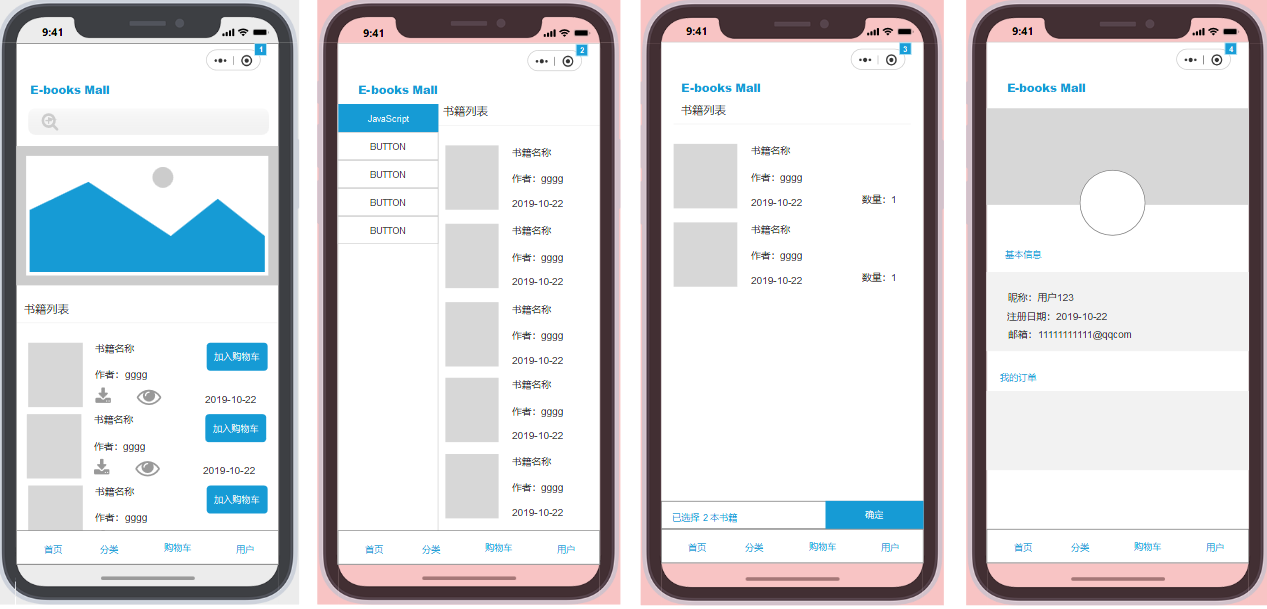 9:41
1
E-books Mall
书籍列表
书籍名称
加入购物车
作者：gggg
2019-10-22
书籍名称
加入购物车
作者：gggg
2019-10-22
书籍名称
加入购物车
作者：gggg
首页 分类 购物车 用户
9:41
2
E-books Mall
JavaScript
BUTTON
BUTTON
BUTTON
BUTTON
书籍列表
书籍名称
作者：gggg
2019-10-22
书籍名称
作者：gggg
2019-10-22
书籍名称
作者：gggg
2019-10-22
书籍名称
作者：gggg
2019-10-22
书籍名称
作者：gggg
2019-10-22
首页 分类 购物车 用户
9:41
3
E-books Mall
书籍列表
书籍名称
作者：gggg
2019-10-22 数量：1
书籍名称
作者：gggg
2019-10-22 数量：1
已选择 2 本书籍 确定
首页 分类 购物车 用户
9:41
4
E-books Mall
基本信息
昵称：用户123
注册日期：2019-10-22
邮箱：11111111111@qqcom
我的订单
首页 分类 购物车 用户